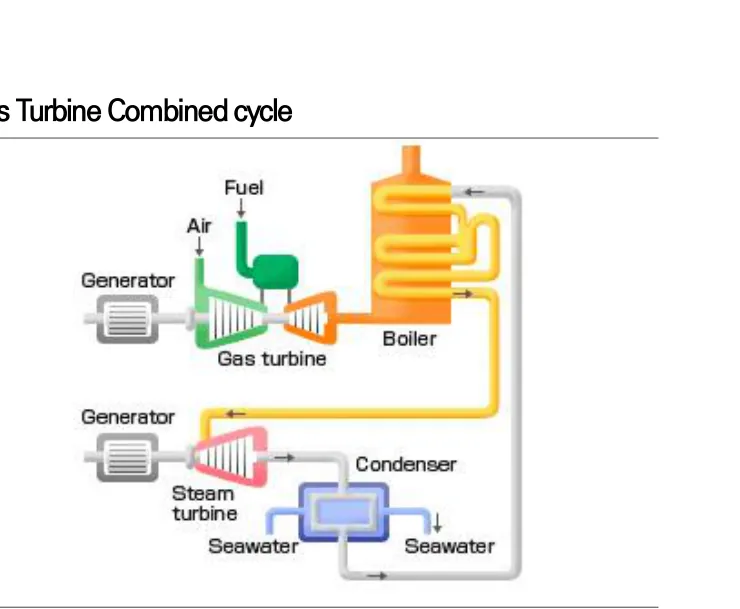 s Turbine Combined cycle
Fuel
Air
Generator
Boiler
Gas turbine
Generator
Condenser
Steam
turbine
Seawater
Seawater